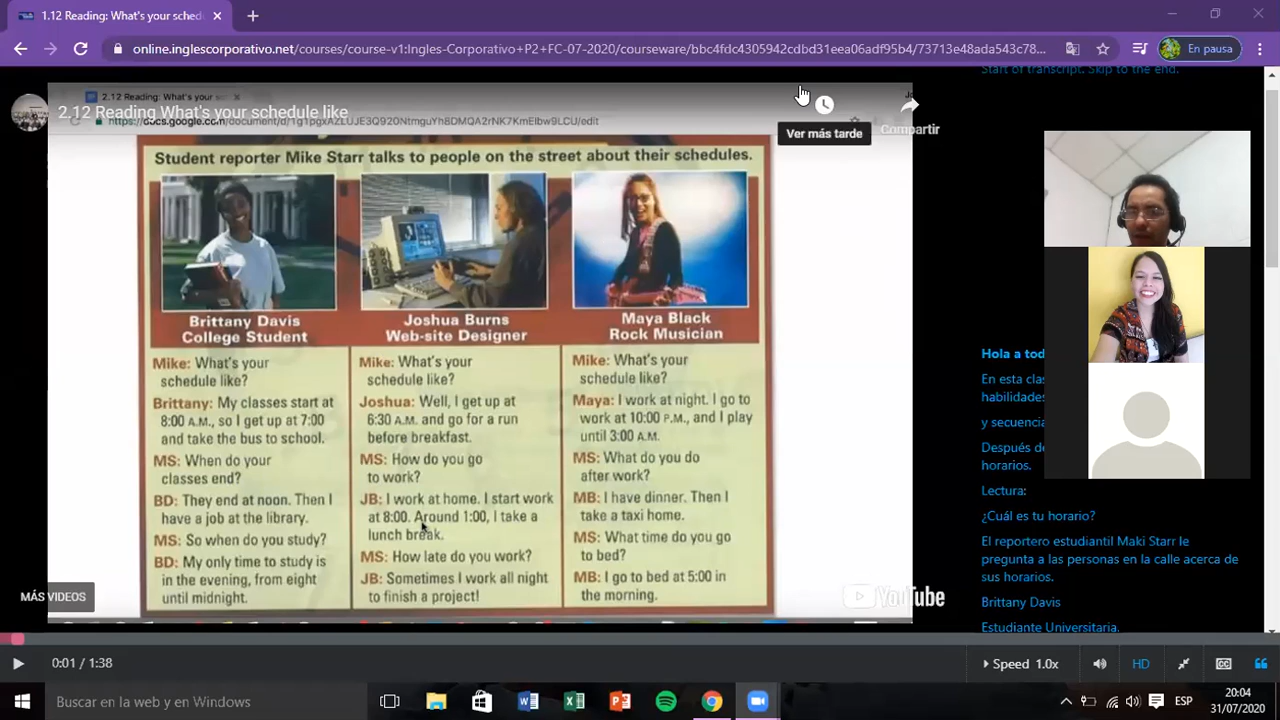 1.12 Reading: What's your sched
online.inglescorporativo.net/courses/course-v1:Ingles-Corporativo+P2+FC-07-2020/courseware/bbc4fdc4305942cdbd31eea06adf95b4/73713e48ada543c78...
En pausa
Start of transcript. Skip to the end.
2.12 Reading: What's your
2.12 Reading What's your schedule like
Ver más tarde
Compartir
Student reporter Mike Starr talks to people on the street about their schedules.
Brittany Davis
College Student
Mike: What's your
schedule like?
Brittany: My classes start at
8:00 A.M., so I get up at 7:00
and take the bus to school.
MS: When do your
classes end?
BD: They end at noon. Then I
have a job at the library.
MS: So when do you study?
BD: My only time to study is
in the evening, from eight
until midnight.
Joshua Burns
Web-site Designer
Mike: What's your
schedule like?
Joshua: Well, I get up at
6:30 A.M. and go for a run
before breakfast.
MS: How do you go
to work?
JB: I work at home. I start work
at 8:00. Around 1:00, I take a
lunch break.
MS: How late do you work?
JB: Sometimes I work all night
to finish a project!
Maya Black
Rock Musician
Mike: What's your
schedule like?
Maya: I work at night. I go to
work at 10:00 P.M., and I play
until 3:00 A.M.
MS: What do you do
after work?
MB: I have dinner. Then I
take a taxi home.
MS: What time do you go
to bed?
MB: I go to bed at 5:00 in
the morning.
MÁS VIDEOS
YouTube
Hola a tod
En esta clas
habilidades
y secuencia
Después de
horarios.
Lectura:
¿Cuál es tu horario?
El reportero estudiantil Maki Starr le
pregunta a las personas en la calle acerca de
sus horarios.
Brittany Davis
Estudiante Universitaria.
0:01 / 1:38
Speed 1.0x
HD
Buscar en la web y en Windows
ESP
20:04
31/07/2020